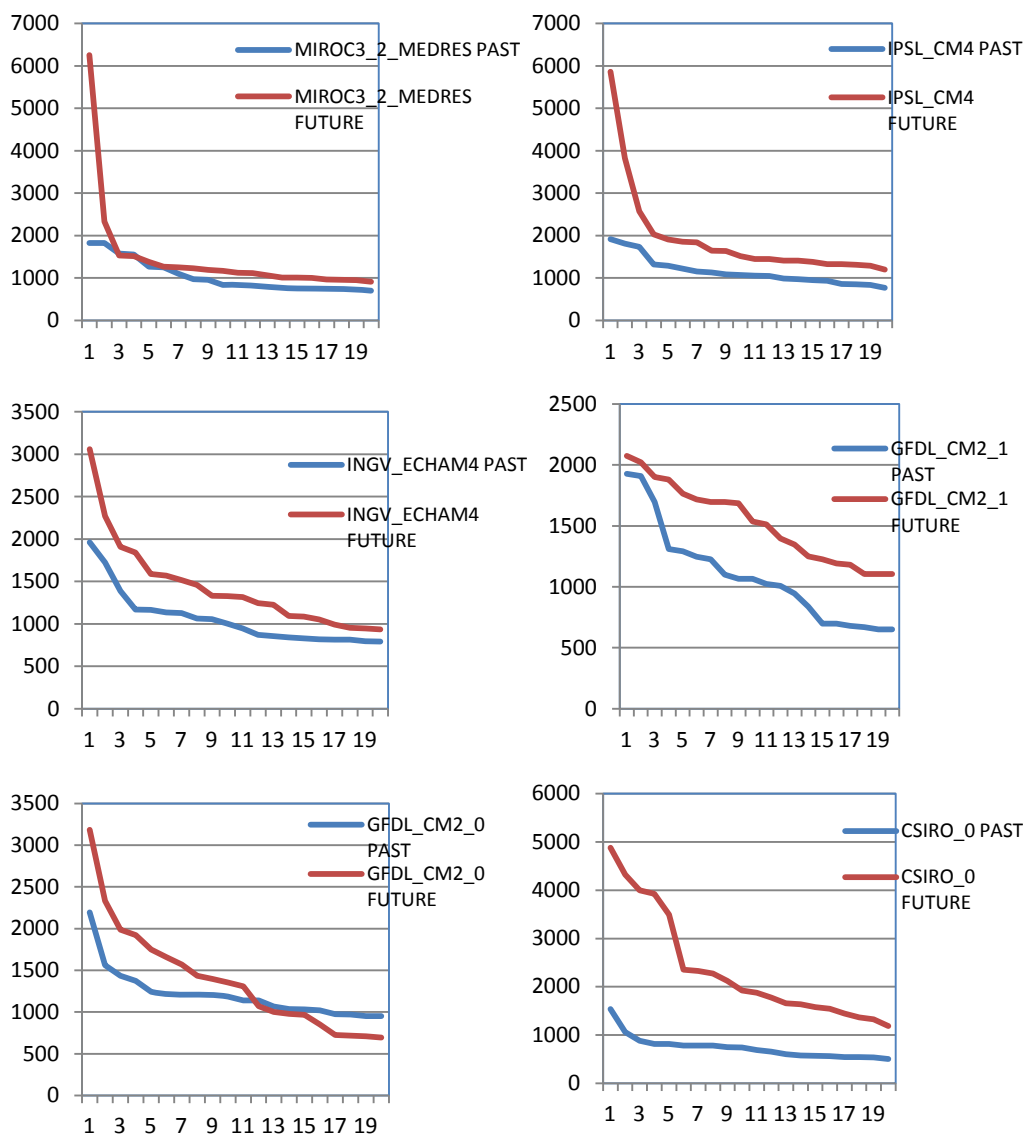 7000
6000
5000
4000
3000
2000
1000
0
1 3 5 7 9 11 13 15 17 19
MIROC3_2_MEDRES PAST
MIROC3_2_MEDRES
FUTURE
7000
6000
5000
4000
3000
2000
1000
0
1 3 5 7 9 11 13 15 17 19
IPSL_CM4 PAST
IPSL_CM4
FUTURE
3500
3000
2500
2000
1500
1000
500
0
1 3 5 7 9 11 13 15 17 19
INGV_ECHAM4 PAST
INGV_ECHAM4
FUTURE
2500
2000
1500
1000
500
0
1 3 5 7 9 11 13 15 17 19
GFDL_CM2_1
PAST
GFDL_CM2_1
FUTURE
3500
3000
2500
2000
1500
1000
500
0
1 3 5 7 9 11 13 15 17 19
GFDL_CM2_0
PAST
GFDL_CM2_0
FUTURE
6000
5000
4000
3000
2000
1000
0
1 3 5 7 9 11 13 15 17 19
CSIRO_0 PAST
CSIRO_0
FUTURE